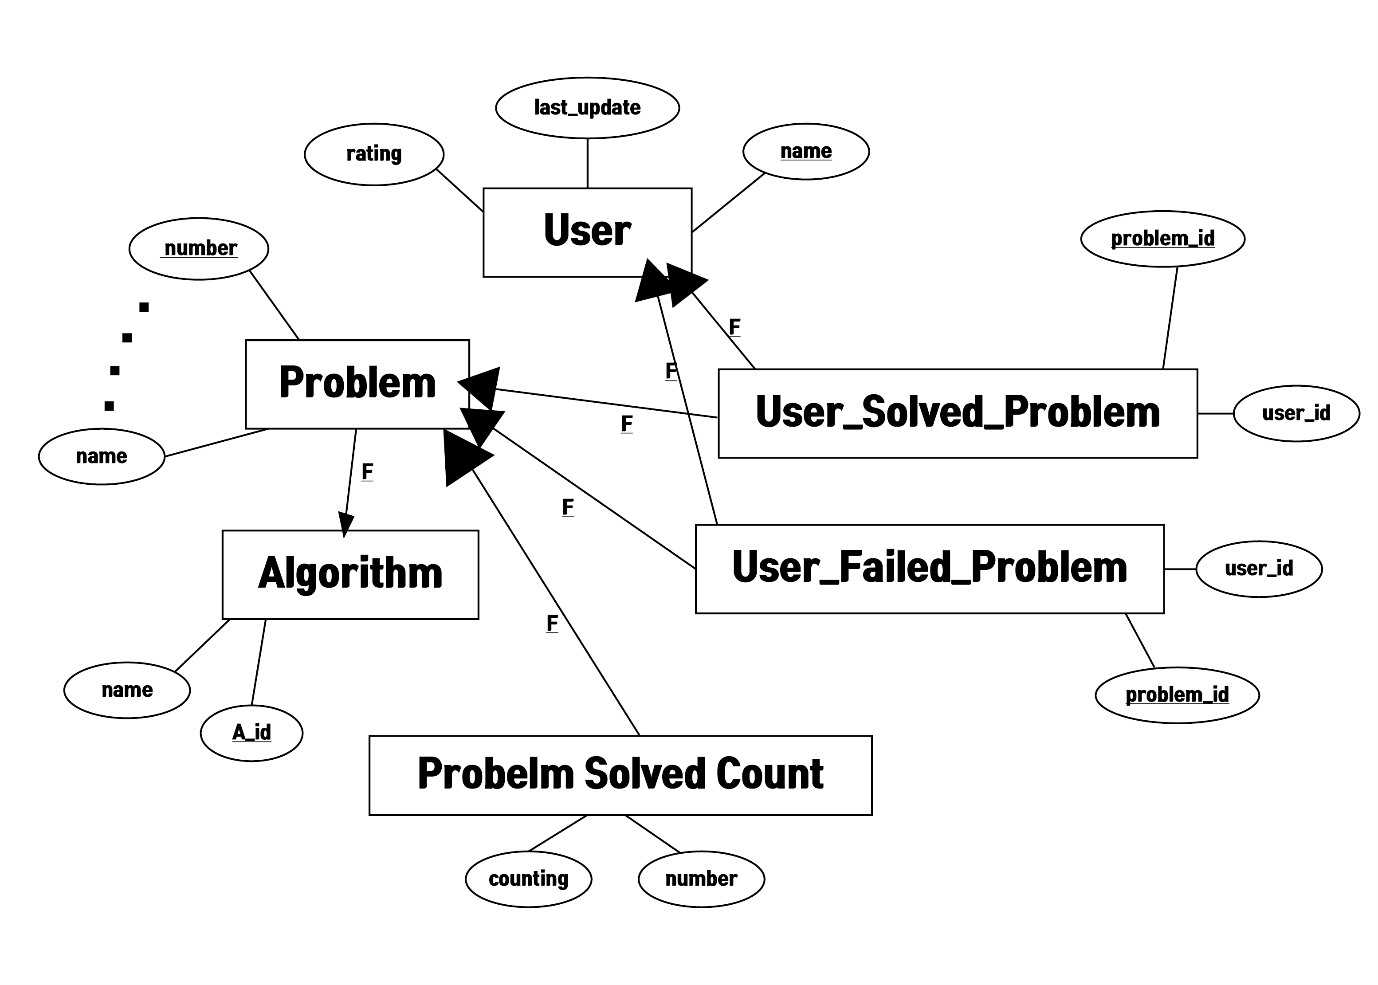 last_update
rating
name
User
number
problem_id
F
Problem
F
User_Solved_Problem
user_id
F
name
F
F
Algorithm
User_Failed_Problem
user_id
F
name
A_id
problem_id
Probelm Solved Count
counting
number